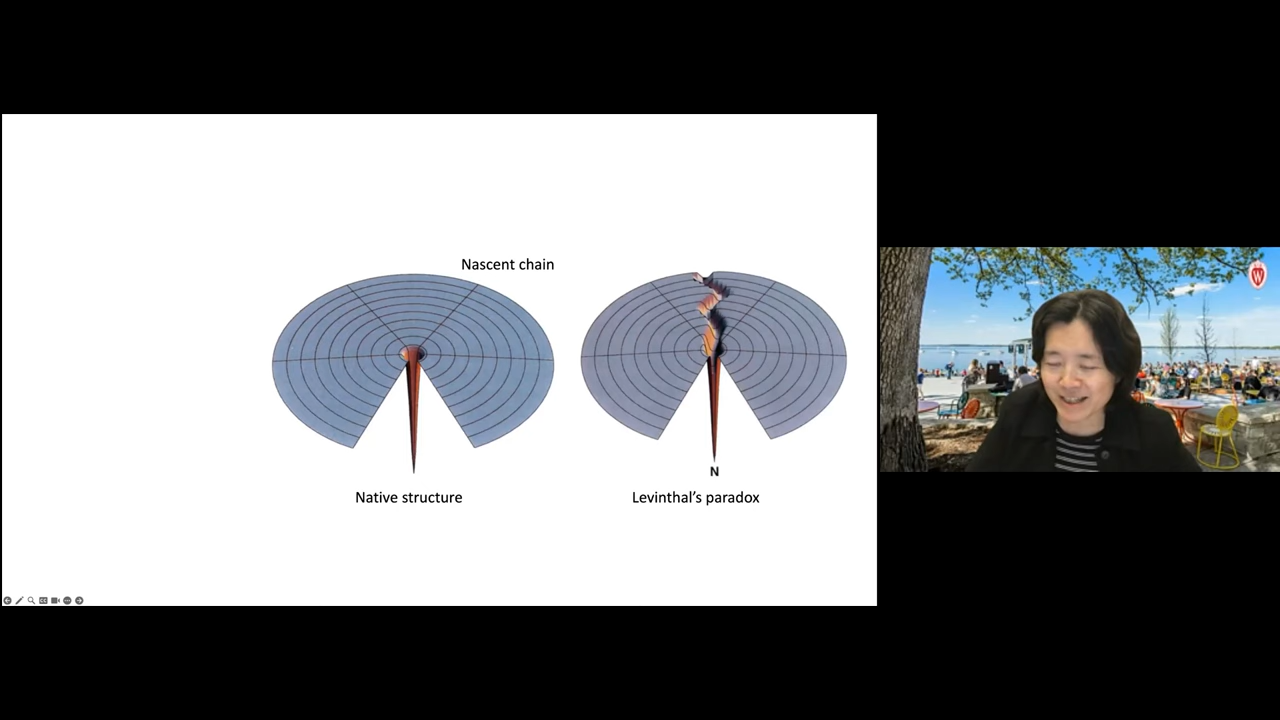 Nascent chain
N
Native structure
Levinthal's paradox
W